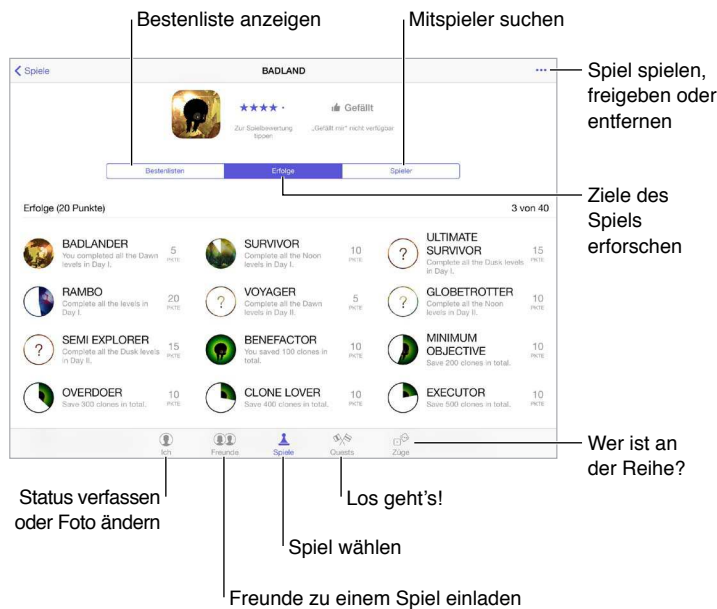 Bestenliste anzeigen
Mitspieler suchen
Spiele
BADLAND
Spiel spielen,
freigeben oder
entfernen
Gefällt
Zur Spielbewertung
tippen.
„Gefällt mir“ nicht verfügbar
Bestenlisten
Erfolge
Spieler
Ziele des
Spiels
erforschen
Erfolge (20 Punkte)
3 von 40
BADLANDER
You completed all the Dawn
levels in Day I.
5
PKTE
SURVIVOR
Complete all the Noon
levels in Day I.
10
PKTE
ULTIMATE
SURVIVOR
Complete all the Dusk levels
in Day I.
15
PKTE
RAMBO
Complete all the levels in
Day I.
20
PKTE
VOYAGER
Complete all the Dawn
levels in Day II.
5
PKTE
GLOBETROTTER
Complete all the Noon
levels in Day II.
10
PKTE
SEMI EXPLORER
Complete all the Dusk levels
in Day II.
15
PKTE
BENEFACTOR
You saved 100 clones in
total.
10
PKTE
MINIMUM
OBJECTIVE
Save 200 clones in total.
10
PKTE
OVERDOER
Save 300 clones in total.
10
PKTE
CLONE LOVER
Save 400 clones in total.
10
PKTE
EXECUTOR
Save 500 clones in total.
10
PKTE
Ich
Freunde
Spiele
Quests
Züge
Wer ist an
der Reihe?
Status verfassen
oder Foto ändern
Los geht's!
Spiel wählen
Freunde zu einem Spiel einladen